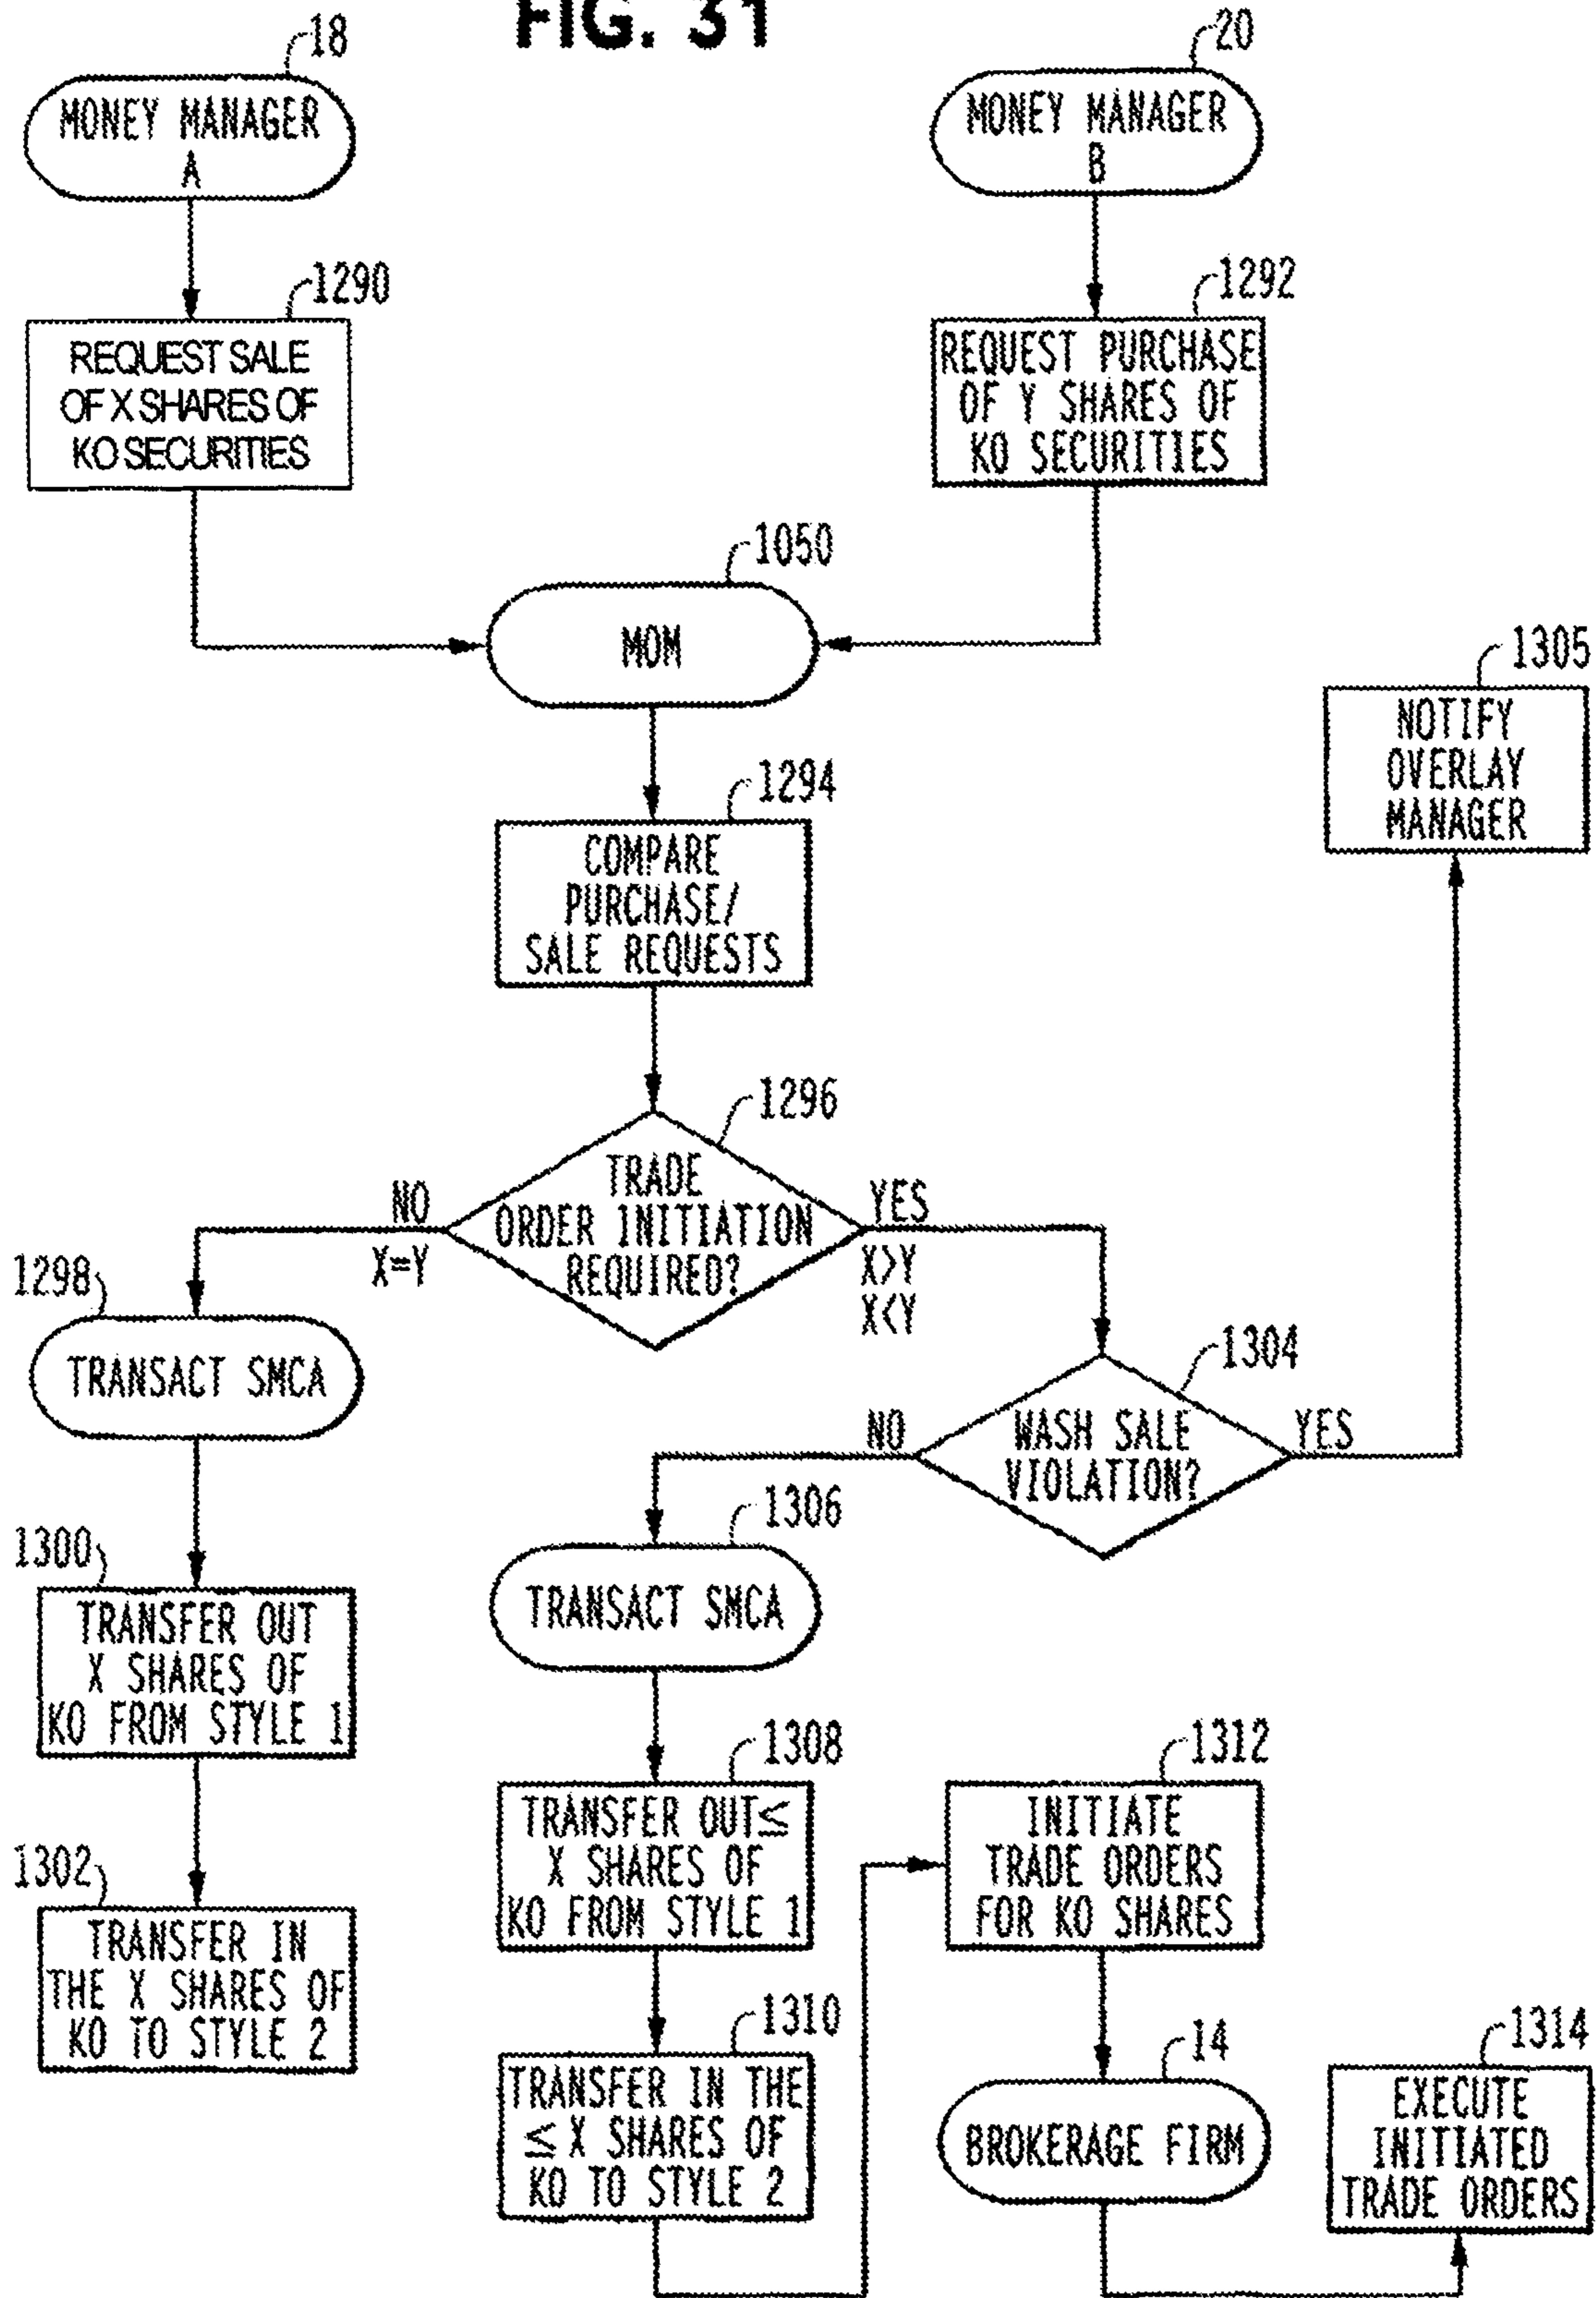 FIG. 31
18
MONEY MANAGER
A
20
MONEY MANAGER
B
1290
REQUEST SALE
OF X SHARES OF
KO SECURITIES
1292
REQUEST PURCHASE
OF Y SHARES OF
KO SECURITIES
1050
MOM
1305
NOTIFY
OVERLAY
MANAGER
1294
COMPARE
PURCHASE/
SALE REQUESTS
1296
TRADE
ORDER INITIATION
REQUIRED?
NO
X=Y
YES
X>Y
X<Y
1298
TRANSACT SMCA
1304
WASH SALE
VIOLATION?
NO
YES
1300
TRANSFER OUT
X SHARES OF
KO FROM STYLE 1
1302
TRANSFER IN
THE X SHARES OF
KO TO STYLE 2
1306
TRANSACT SMCA
1308
TRANSFER OUT≤
X SHARES OF
KO FROM STYLE 1
1310
TRANSFER IN THE
≤ X SHARES OF
KO TO STYLE 2
1312
INITIATE
TRADE ORDERS
FOR KO SHARES
14
BROKERAGE FIRM
1314
EXECUTE
INITIATED
TRADE ORDERS